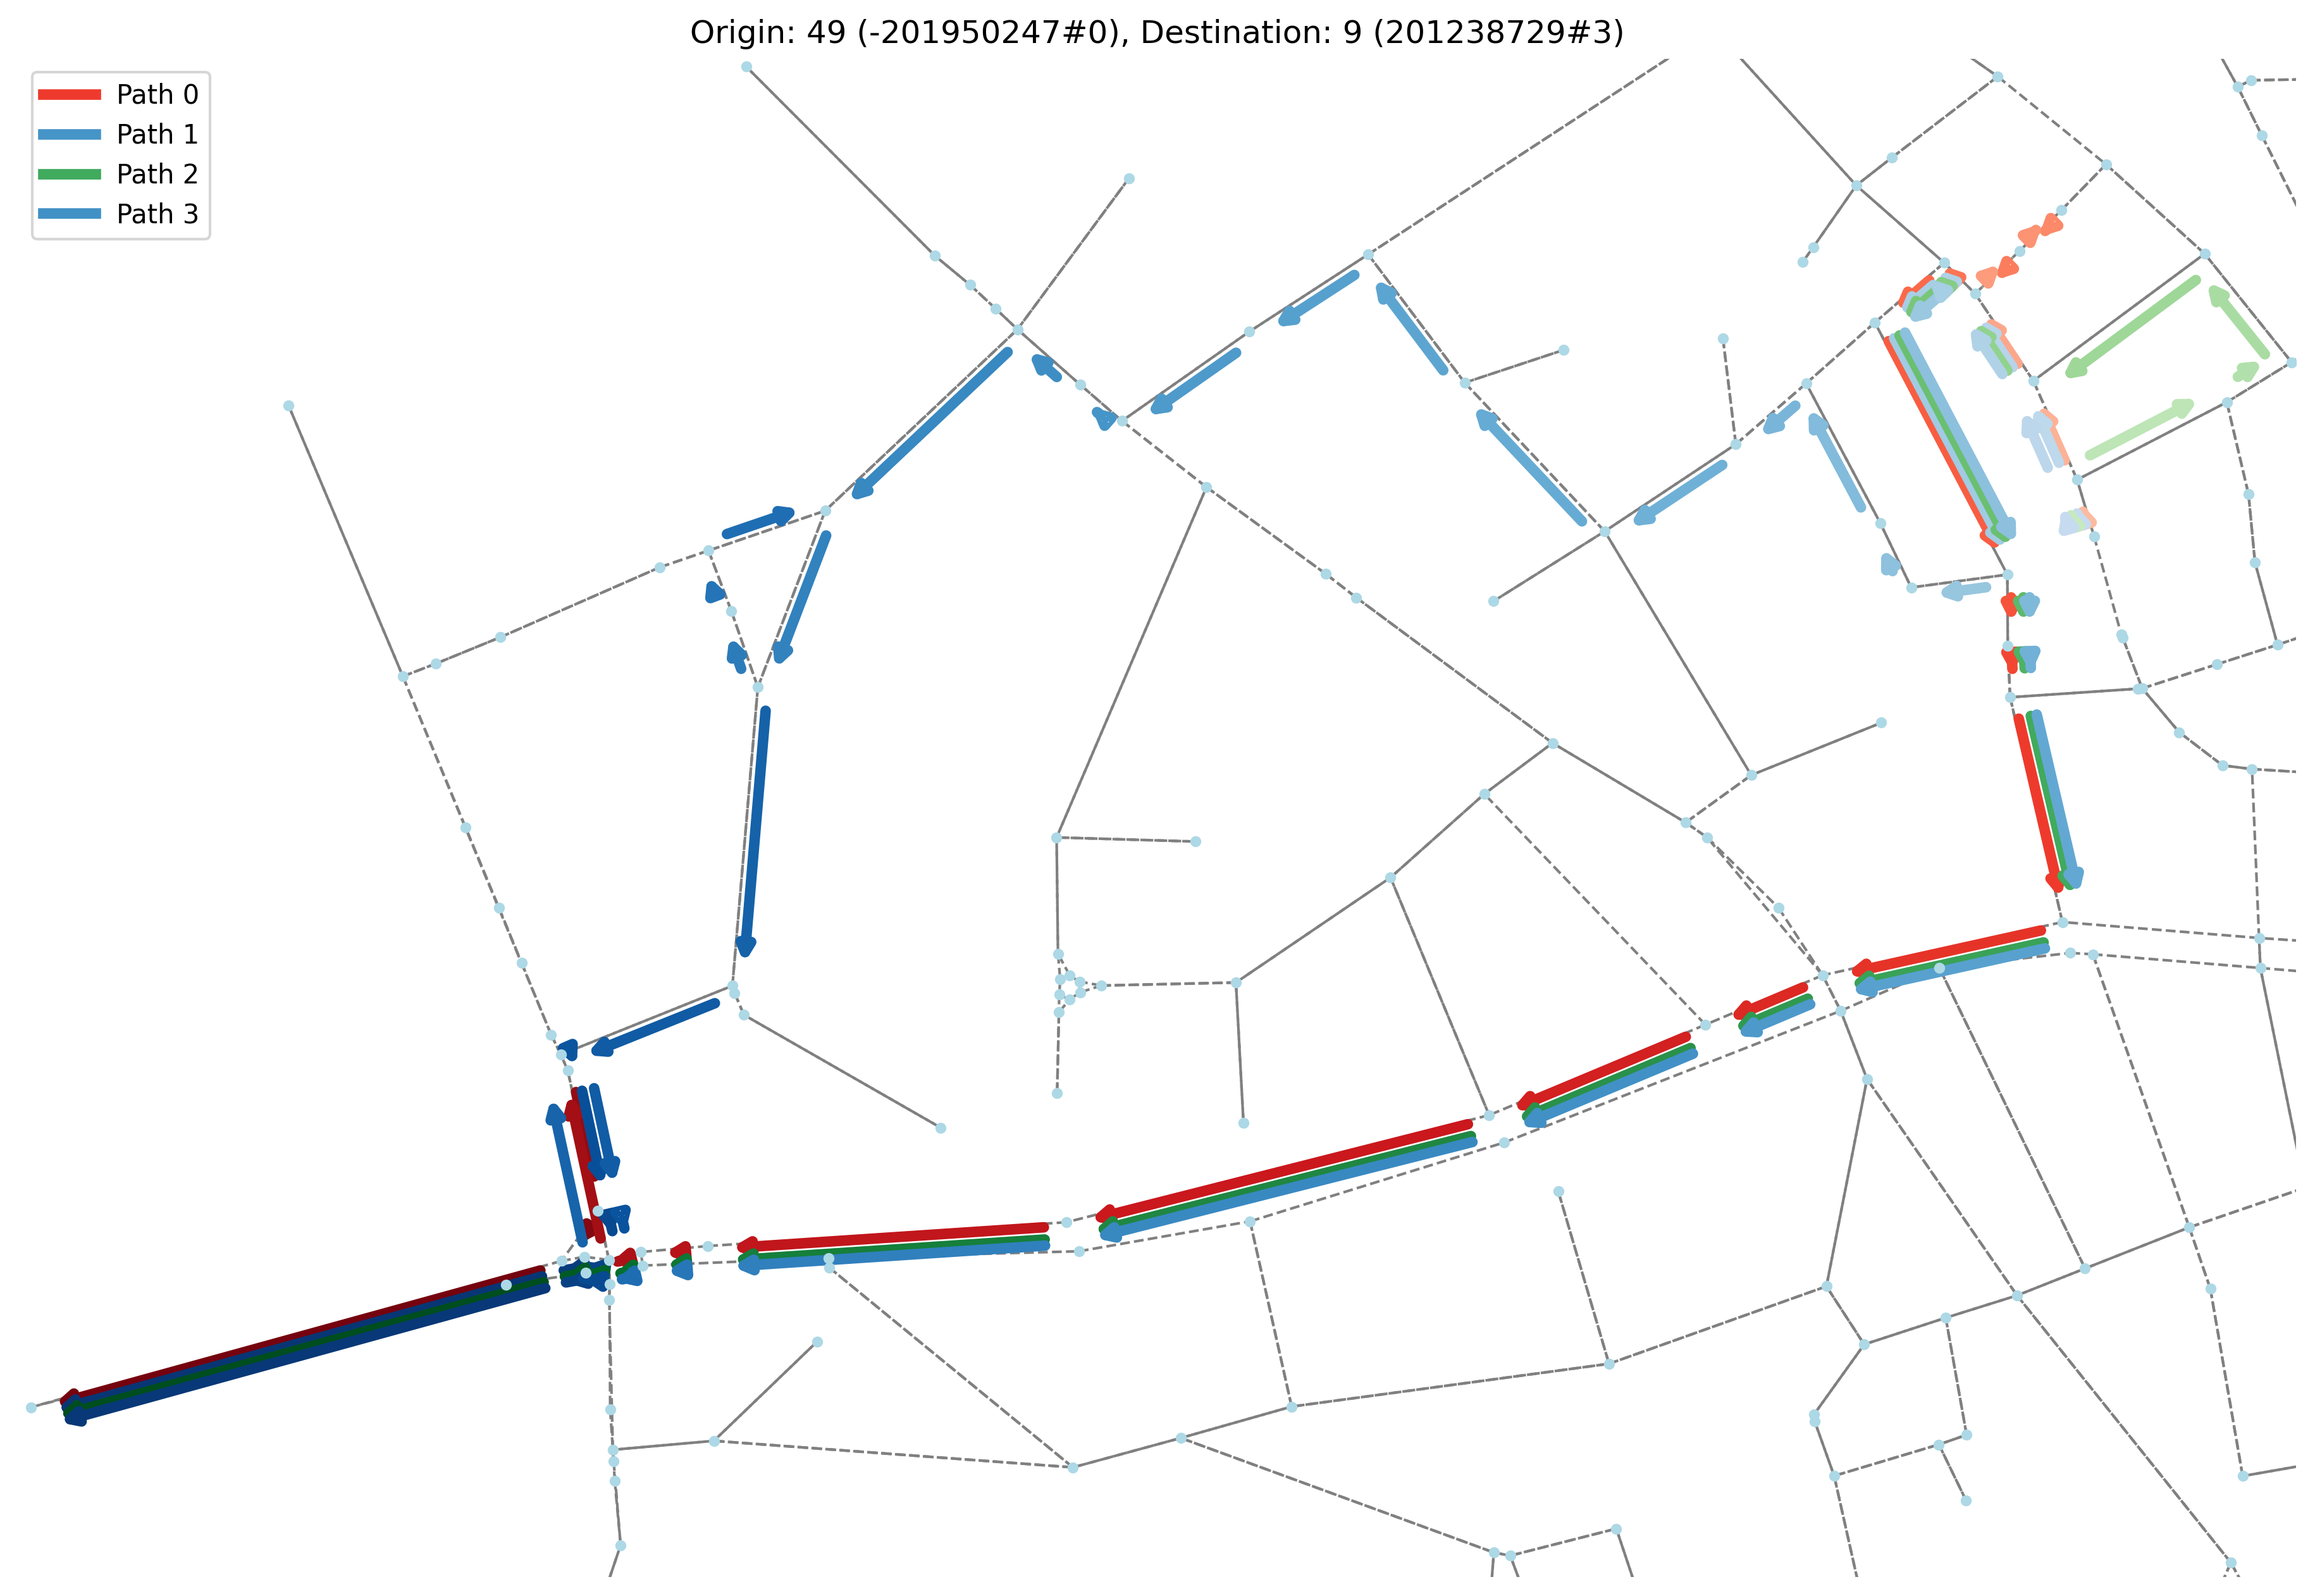 Origin: 49 (-201950247#0), Destination: 9 (201238729#3)
Path 0
Path 1
Path 2
Path 3